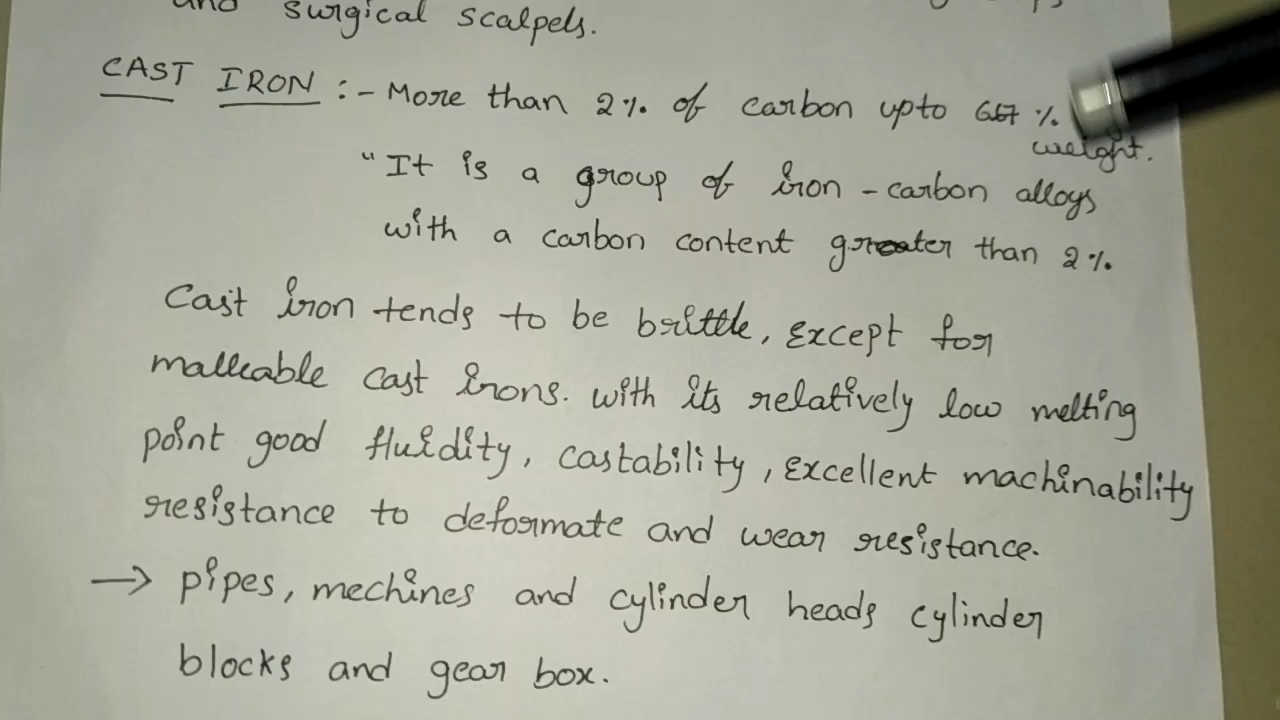 and surgical scalpels.
CAST IRON :- More than 2% of carbon upto 6.67 %
weight.
"It is a group of iron - carbon alloys
with a carbon content greater than 2%.
Cast iron tends to be brittle, Except for
malleable cast irons. with its relatively low melting
point good fluidity, castability, Excellent machinability
resistance to deformate and wear resistance.
→ pipes, mechines and cylinder heads cylinder
blocks and gear box.